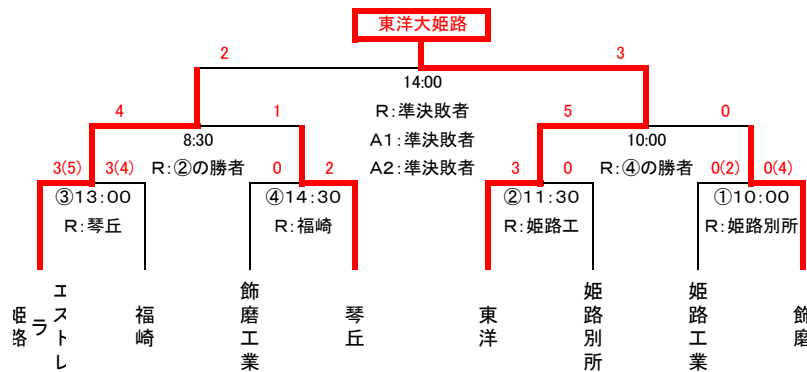 東洋大姫路
2
3
14:00
4
1
R:準決敗者
5
0
8:30
A1:準決敗者
10:00
3(5)
3(4)
R:②の勝者
0
2
A2:準決敗者
3
0
R:④の勝者
0(2)
0(4)
③13:00
④14:30
②11:30
①10:00
R:琴丘
R:福崎
R:姫路工
R:姫路別所
姫路
ラ
エストレ
福崎
飾磨工業
琴丘
東洋
姫路別所
姫路工業
飾磨